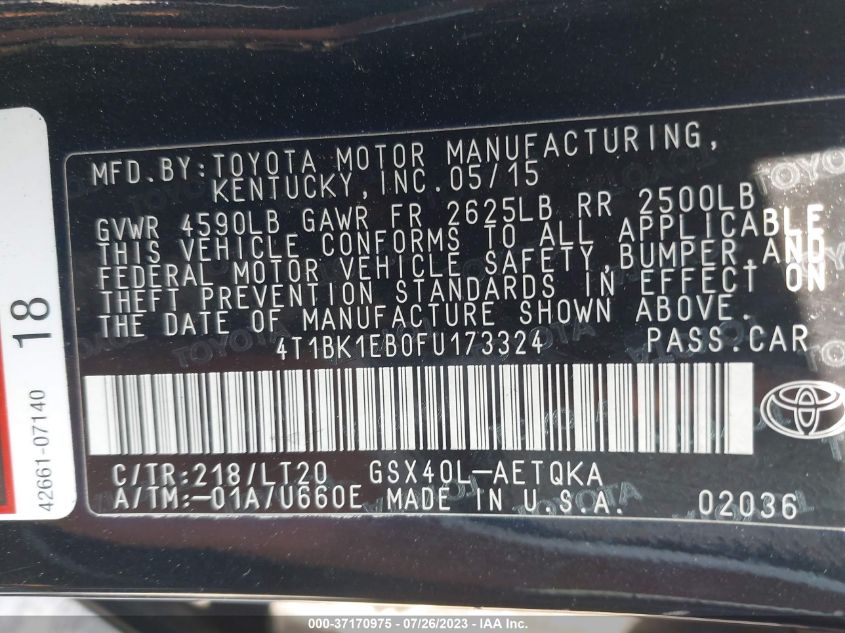 MFD.BY:TOYOTA MOTOR MANUFACTURING,
KENTUCKY, INC.05/15
GVWR 4590LB GAWR FR 2625LB RR 2500LB
THIS VEHICLE CONFORMS TO ALL APPLICABLE
FEDERAL MOTOR VEHICLE SAFETY,BUMPER,AND
THEFT PREVENTION STANDARDS IN EFFECT ON
THE DATE OF MANUFACTURE SHOWN ABOVE.
4T1BK1EB0FU173324 PASS.CAR
C/TR:218/LT20 GSX40L-AETQKA
A/TM:-01A/U660E MADE IN U.S.A. 02036
18
42661-07140
000-37170975 | 07/26/2023 - CREDIT: IAA